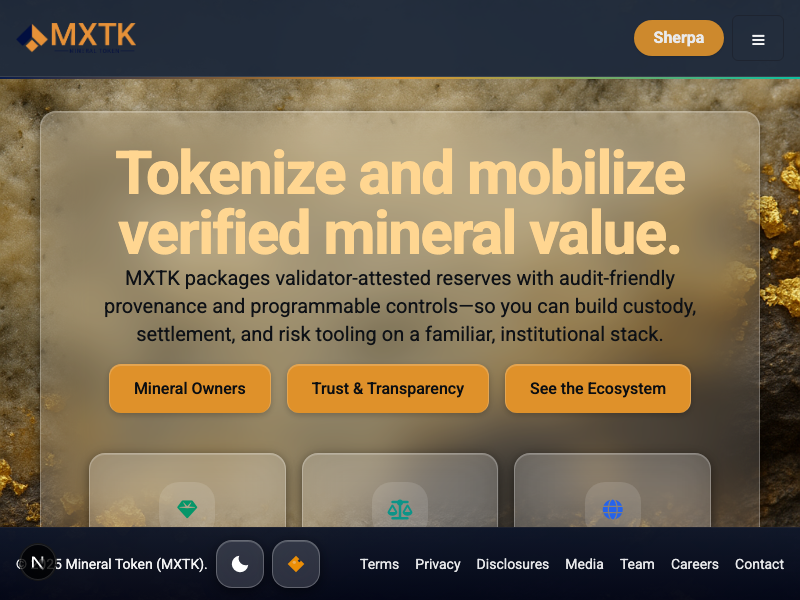 MXTK
Sherpa
Tokenize and mobilize
verified mineral value.
MXTK packages validator-attested reserves with audit-friendly
provenance and programmable controls—so you can build custody,
settlement, and risk tooling on a familiar, institutional stack.
Mineral Owners
Trust & Transparency
See the Ecosystem
N
5 Mineral Token (MXTK).
Terms Privacy Disclosures Media Team Careers Contact